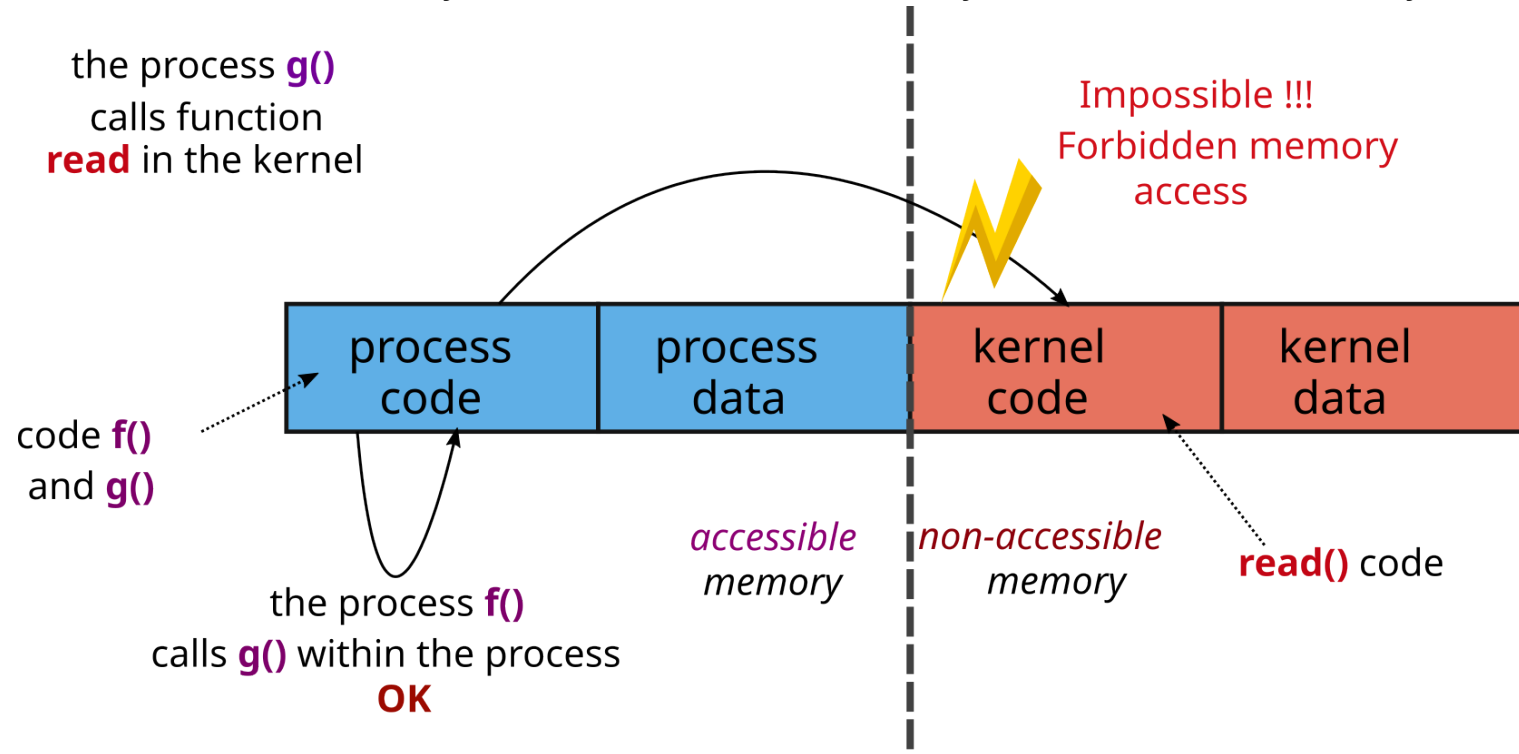 the process g()
calls function
read in the kernel
Impossible !!!
Forbidden memory
access
process
code
process
data
kernel
code
kernel
data
code f()
and g()
accessible
memory
non-accessible
memory
read() code
the process f()
calls g() within the process
OK